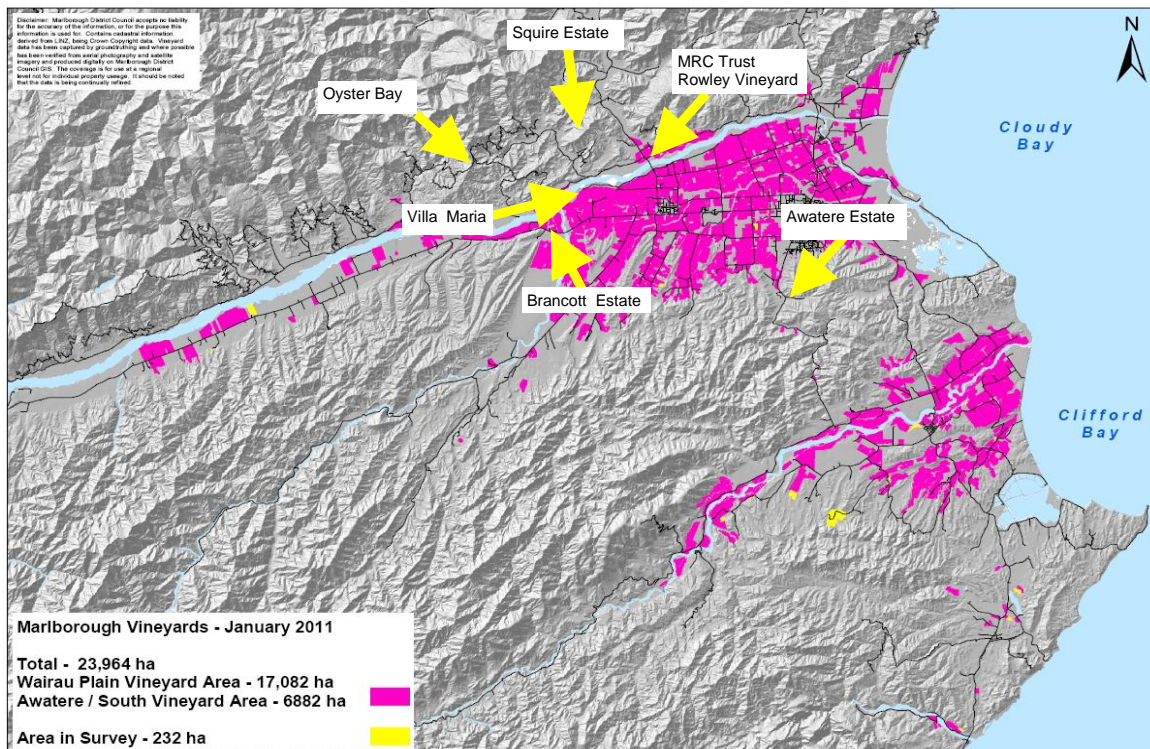 Disclaimer: Marlborough District Council accepts no liability
for the accuracy of the information, or for the purpose this
information is used for. Contains cadastral information
derived from LINZ, being Crown Copyright data. Vineyard
data has been captured by groundtruthing and where possible
has been verified from aerial photography and satellite
imagery and produced digitally on Marlborough District
Council GIS. The coverage is for use at a regional
level not for individual property useage. It should be noted
that the data is being continually refined.
N
Squire Estate
MRC Trust
Rowley Vineyard
Oyster Bay
Cloudy
Bay
Villa Maria
Awatere Estate
Brancott Estate
Clifford
Bay
Marlborough Vineyards - January 2011
Total - 23,964 ha
Wairau Plain Vineyard Area - 17,082 ha
Awatere / South Vineyard Area - 6882 ha
Area in Survey - 232 ha